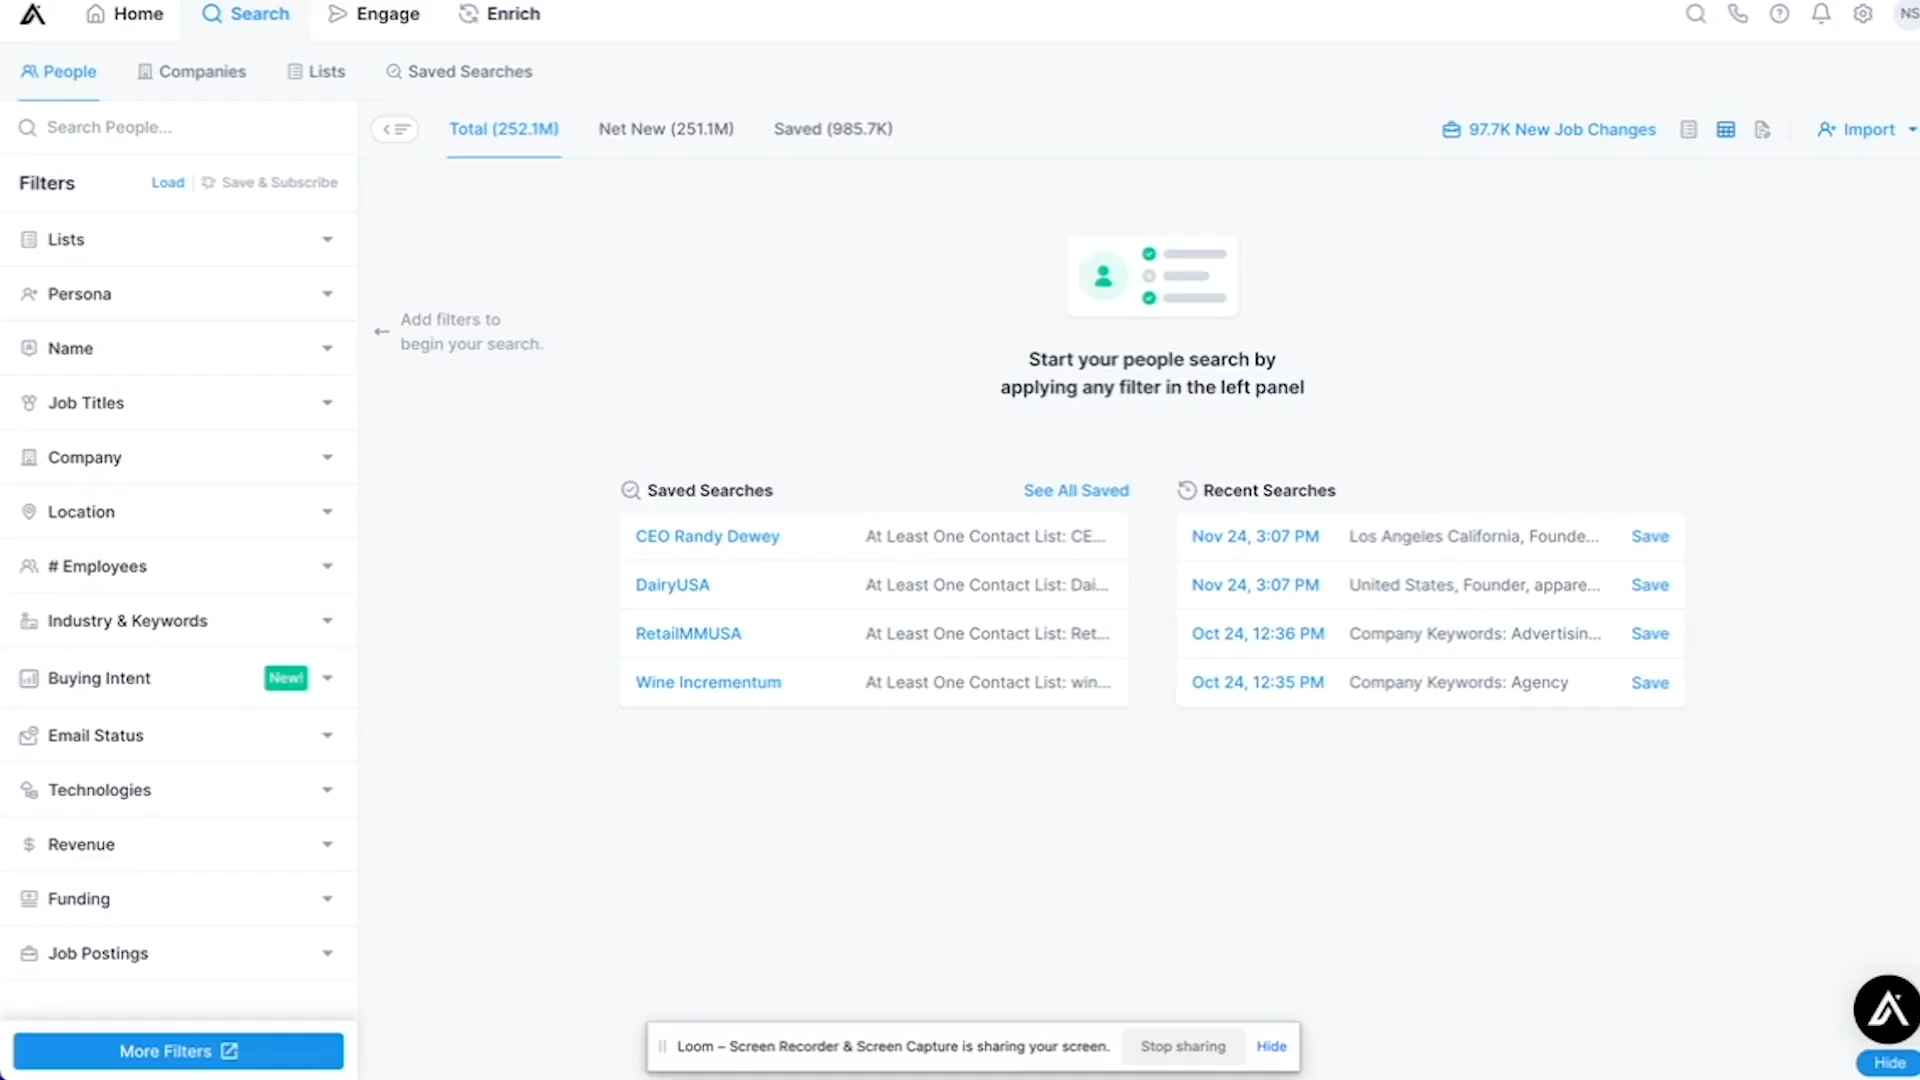 Home
Search
Engage
Enrich
NS
People
Companies
Lists
Saved Searches
Search People...
Total (252.1M)
Net New (251.1M)
Saved (985.7K)
97.7K New Job Changes
Import
Filters
Load
Save & Subscribe
Lists
Persona
Name
Job Titles
Company
Location
# Employees
Industry & Keywords
Buying Intent
New!
Email Status
Technologies
Revenue
Funding
Job Postings
More Filters
Add filters to
begin your search.
Start your people search by
applying any filter in the left panel
Saved Searches
See All Saved
CEO Randy Dewey
At Least One Contact List: CE...
DairyUSA
At Least One Contact List: Dai...
RetailMMUSA
At Least One Contact List: Ret...
Wine Incrementum
At Least One Contact List: win...
Recent Searches
Nov 24, 3:07 PM
Los Angeles California, Founde...
Save
Nov 24, 3:07 PM
United States, Founder, appare...
Save
Oct 24, 12:36 PM
Company Keywords: Advertisin...
Save
Oct 24, 12:35 PM
Company Keywords: Agency
Save
Loom – Screen Recorder & Screen Capture is sharing your screen.
Stop sharing
Hide
Hide